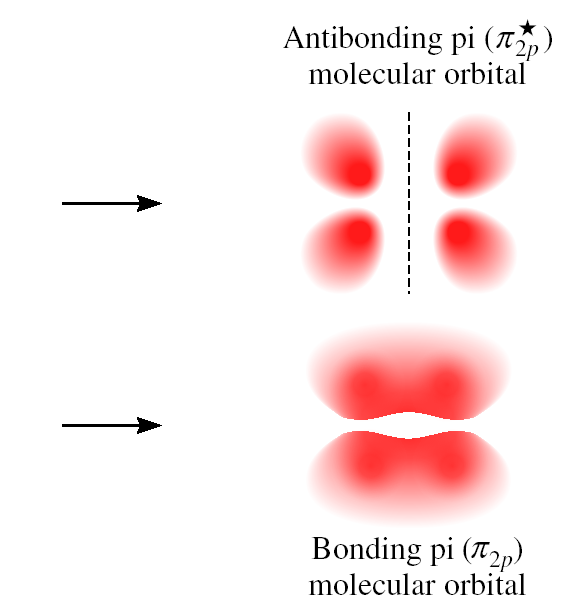 Antibonding pi (π★2p)
molecular orbital
Bonding pi (π2p)
molecular orbital